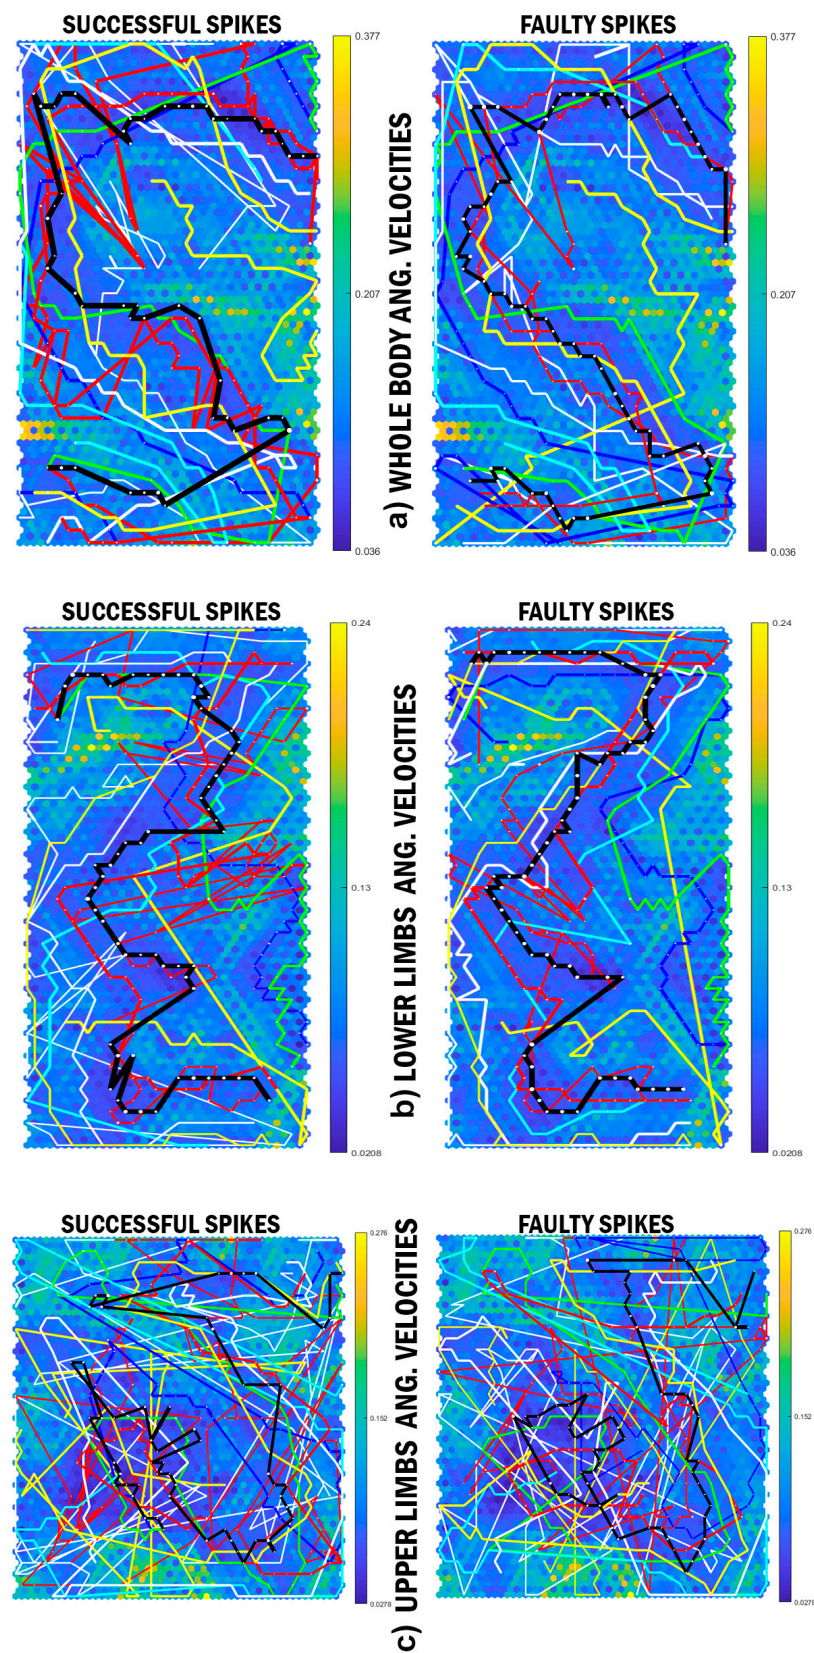 SUCCESSFUL SPIKES
FAULTY SPIKES
0.377
0.207
0.036
a) WHOLE BODY ANG. VELOCITIES
0.377
0.207
0.036
SUCCESSFUL SPIKES
FAULTY SPIKES
0.24
0.13
0.0208
b) LOWER LIMBS ANG. VELOCITIES
0.24
0.13
0.0208
SUCCESSFUL SPIKES
FAULTY SPIKES
0.276
0.152
0.0278
c) UPPER LIMBS ANG. VELOCITIES
0.276
0.152
0.0278